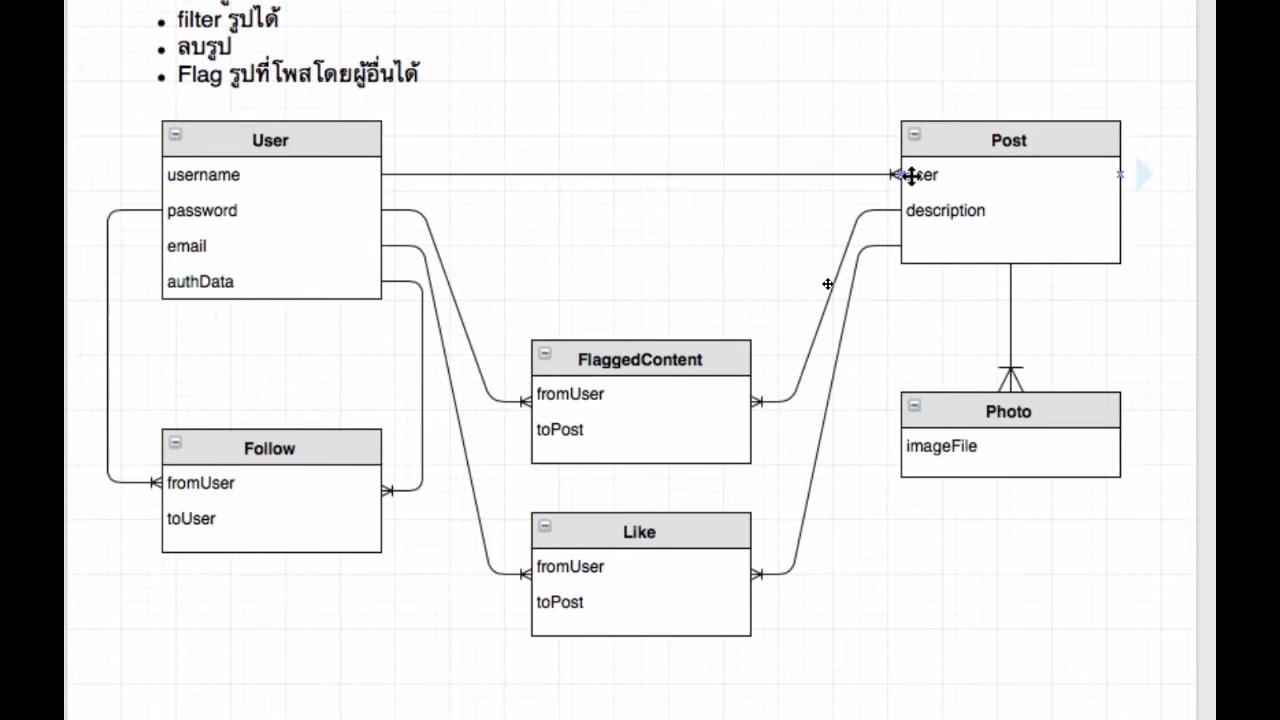 filter รูปได้
ลบรูป
Flag รูปที่โพสโดยผู้อื่นได้
User
username
password
email
authData
Post
description
FlaggedContent
fromUser
toPost
Photo
imageFile
Follow
fromUser
toUser
Like
fromUser
toPost